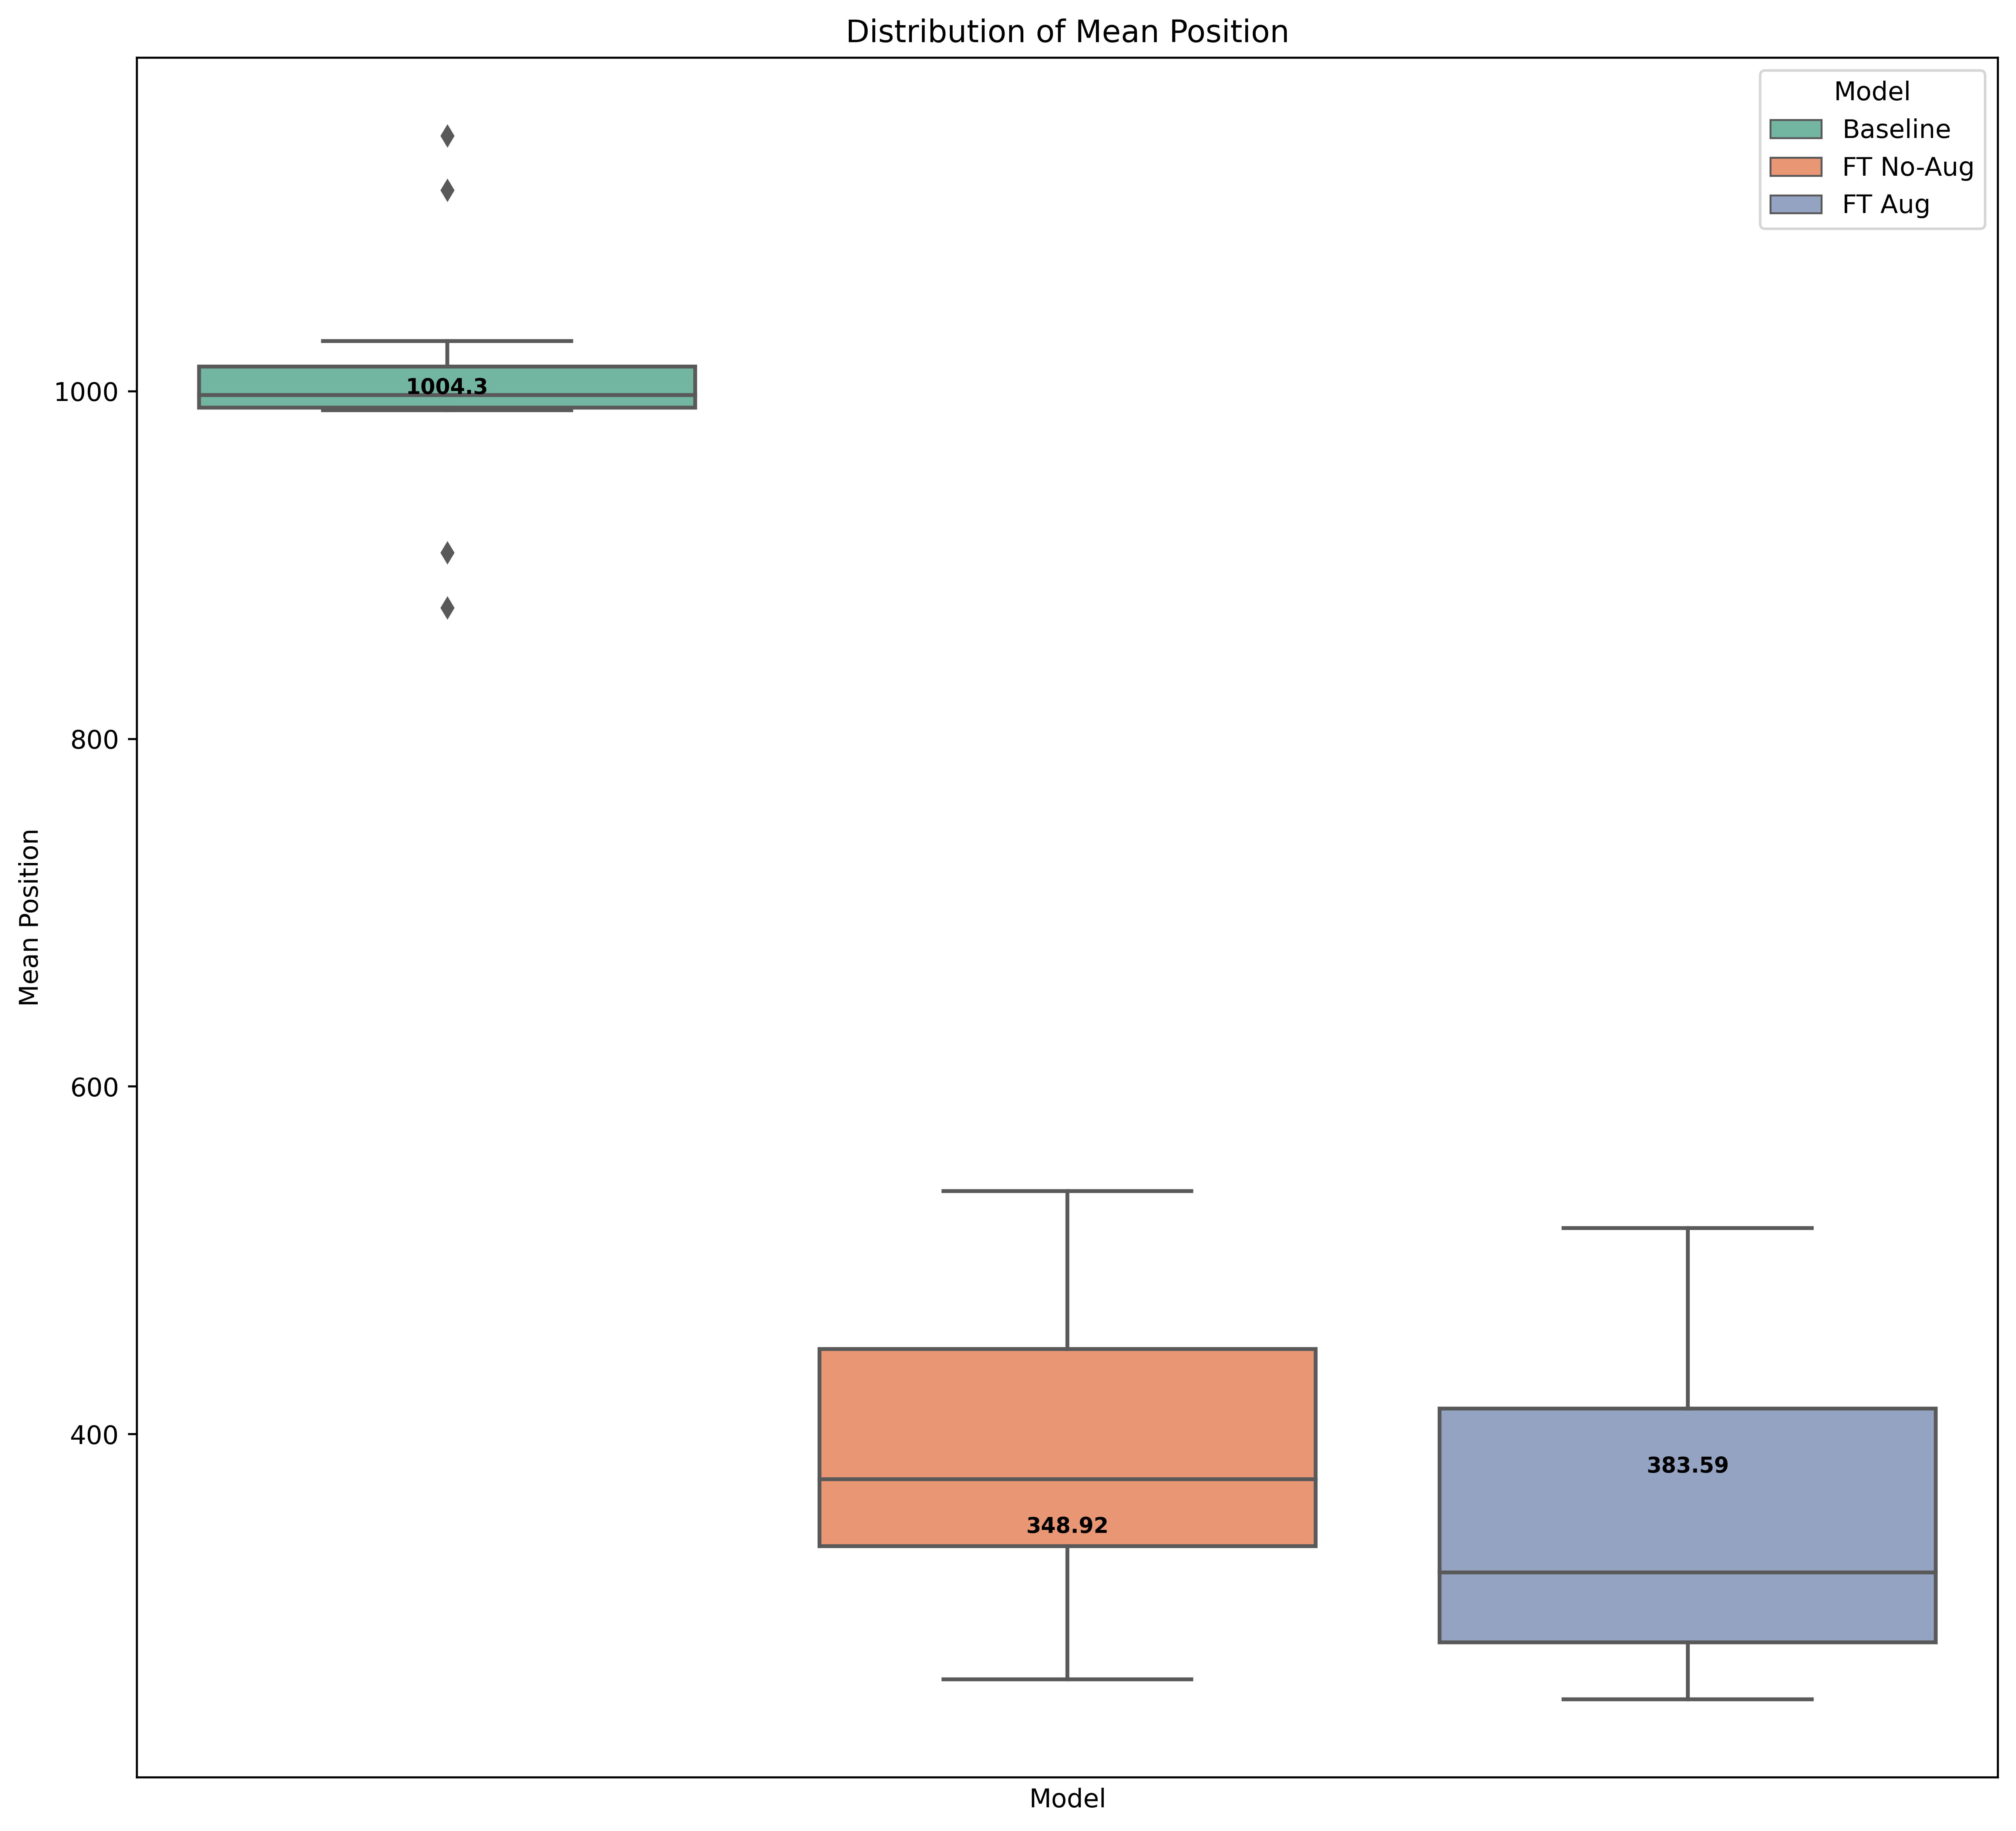 Distribution of Mean Position
Model
Baseline
FT No-Aug
FT Aug
1000
800
600
400
Mean Position
1004.3
348.92
383.59
Model